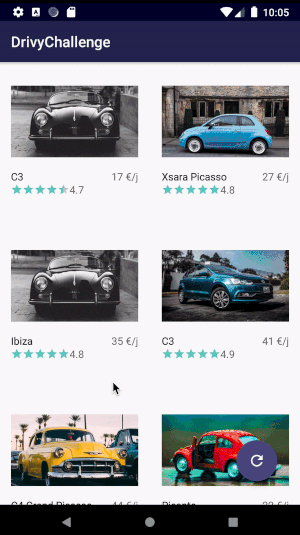 10:05
DrivyChallenge
C3 17 €/j
4.7
Xsara Picasso 27 €/j
4.8
Ibiza 35 €/j
4.8
C3 41 €/j
4.9
C4 Grand Picasso 44 €/j
Picanto